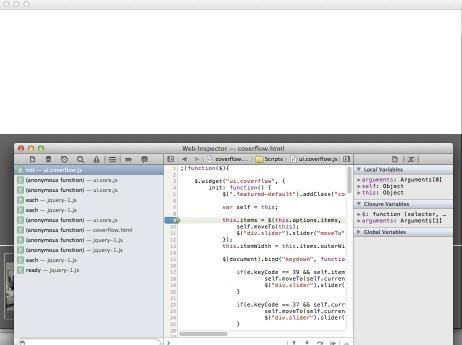 Web Inspector — coverflow.html
coverflow.... Scripts ui.coverflow.js
init — ui.coverflow.js
(anonymous function) — ui.core.js
(anonymous function) — ui.core.js
each — jquery-1.js
each — jquery-1.js
(anonymous function) — ui.core.js
(anonymous function) — coverflow.html
(anonymous function) — jquery-1.js
(anonymous function) — jquery-1.js
each — jquery-1.js
ready — jquery-1.js
;(function($){
$.widget("ui.coverflow", {
init: function() {
$(".featured-default").addClass("co
var self = this;
this.items = $(this.options.items,
self.moveTo(this);
$("div.slider").slider("moveTo"
});
this.itemWidth = this.items.outerWi
$(document).bind("keydown", functio
if(e.keyCode == 39 && self.item
self.moveTo(self.curren
$("div.slider").slider(
}
if(e.keyCode == 37 && self.curr
self.moveTo(self.curren
$("div.slider").slider(
}
Local Variables
arguments: Arguments[0]
self: Object
this: Object
Closure Variables
$: function (selector, …
arguments: Arguments[1]
Global Variables